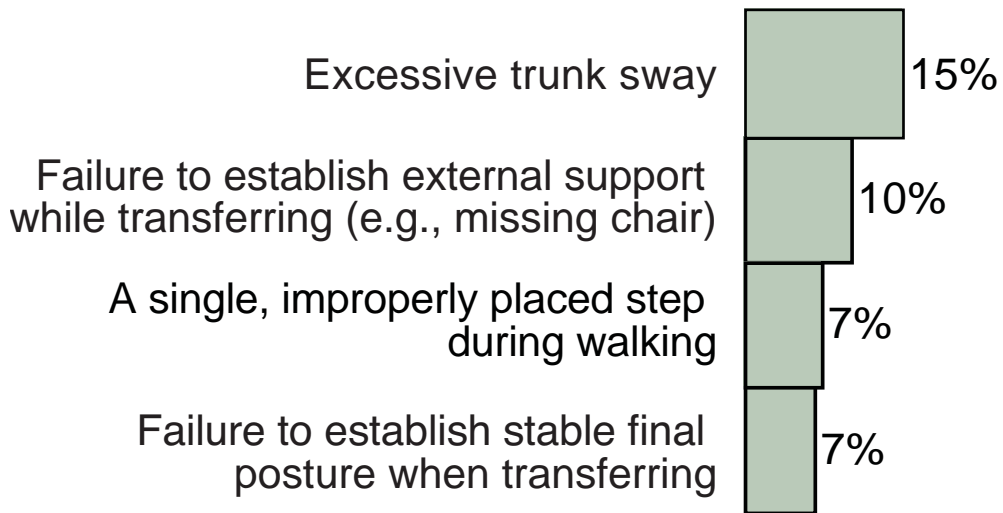 Excessive trunk sway 15%
Failure to establish external support
while transferring (e.g., missing chair) 10%
A single, improperly placed step
during walking 7%
Failure to establish stable final
posture when transferring 7%